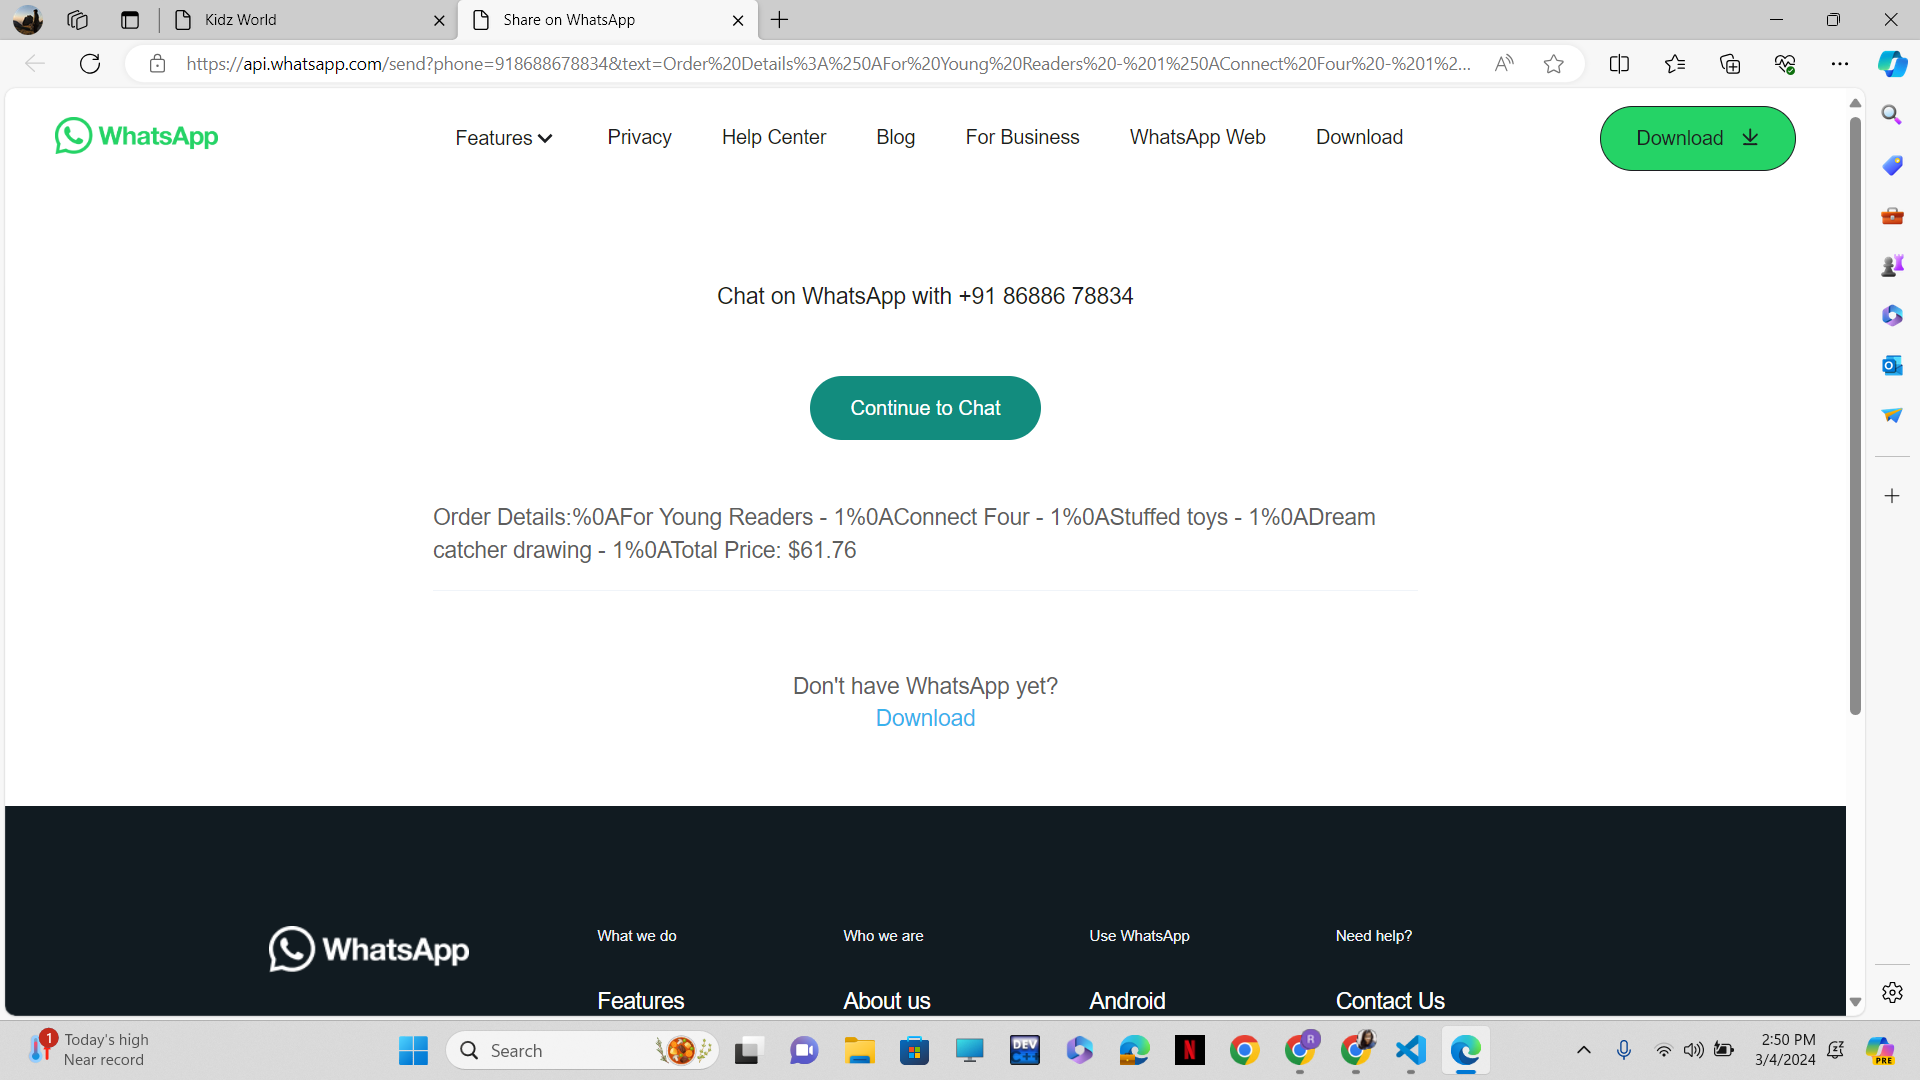 Kidz World
Share on WhatsApp
https://api.whatsapp.com/send?phone=918688678834&text=Order%20Details%3A%250AFor%20Young%20Readers%20-%201%250AConnect%20Four%20-%201%2...
WhatsApp
Features
Privacy
Help Center
Blog
For Business
WhatsApp Web
Download
Download
Chat on WhatsApp with +91 86886 78834
Continue to Chat
Order Details:%0AFor Young Readers - 1%0AConnect Four - 1%0AStuffed toys - 1%0ADream
catcher drawing - 1%0ATotal Price: $61.76
Don't have WhatsApp yet?
Download
WhatsApp
What we do
Who we are
Use WhatsApp
Need help?
Features
About us
Android
Contact Us
1
Today's high
Near record
Search
DEV
C++
N
R
2:50 PM
3/4/2024
PRE